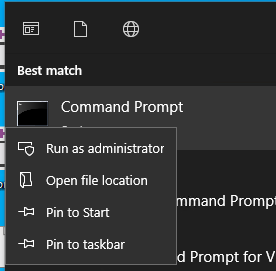 Best match
Command Prompt
Run as administrator
Open file location
mmand Prompt
Pin to Start
Pin to taskbar
d Prompt for V